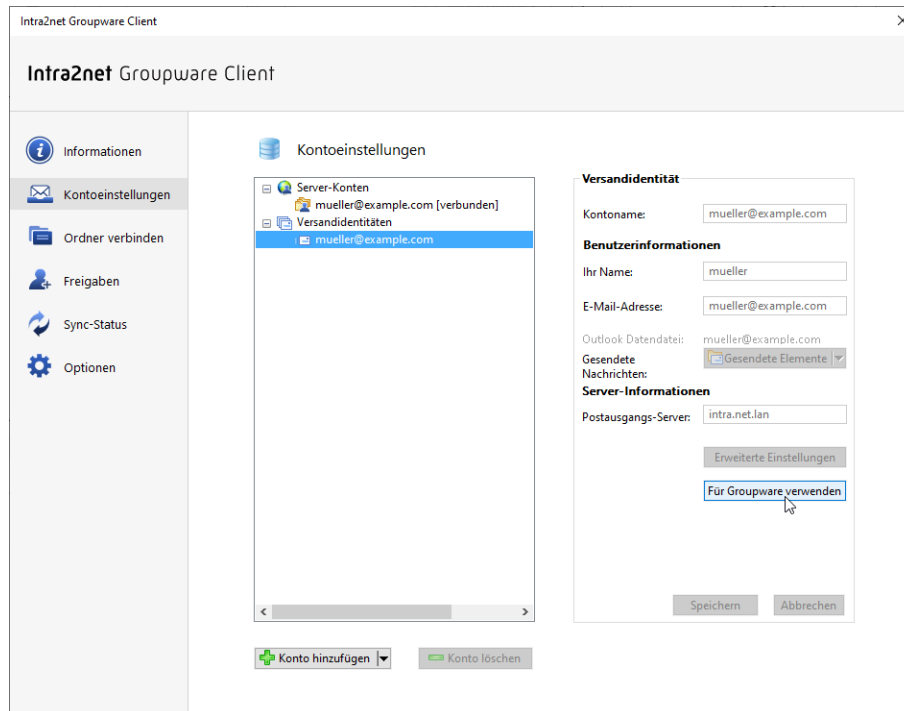 Intra2net Groupware Client
Intra2net Groupware Client
Informationen
Kontoeinstellungen
Ordner verbinden
Freigaben
Sync-Status
Optionen
Kontoeinstellungen
Server-Konten
mueller@example.com [verbunden]
Versandidentitäten
mueller@example.com
Konto hinzufügen
Konto löschen
Versandidentität
Kontoname: mueller@example.com
Benutzerinformationen
Ihr Name: mueller
E-Mail-Adresse: mueller@example.com
Outlook Datendatei: mueller@example.com
Gesendete Nachrichten: Gesendete Elemente
Server-Informationen
Postausgangs-Server: intra.net.lan
Erweiterte Einstellungen
Für Groupware verwenden
Speichern Abbrechen